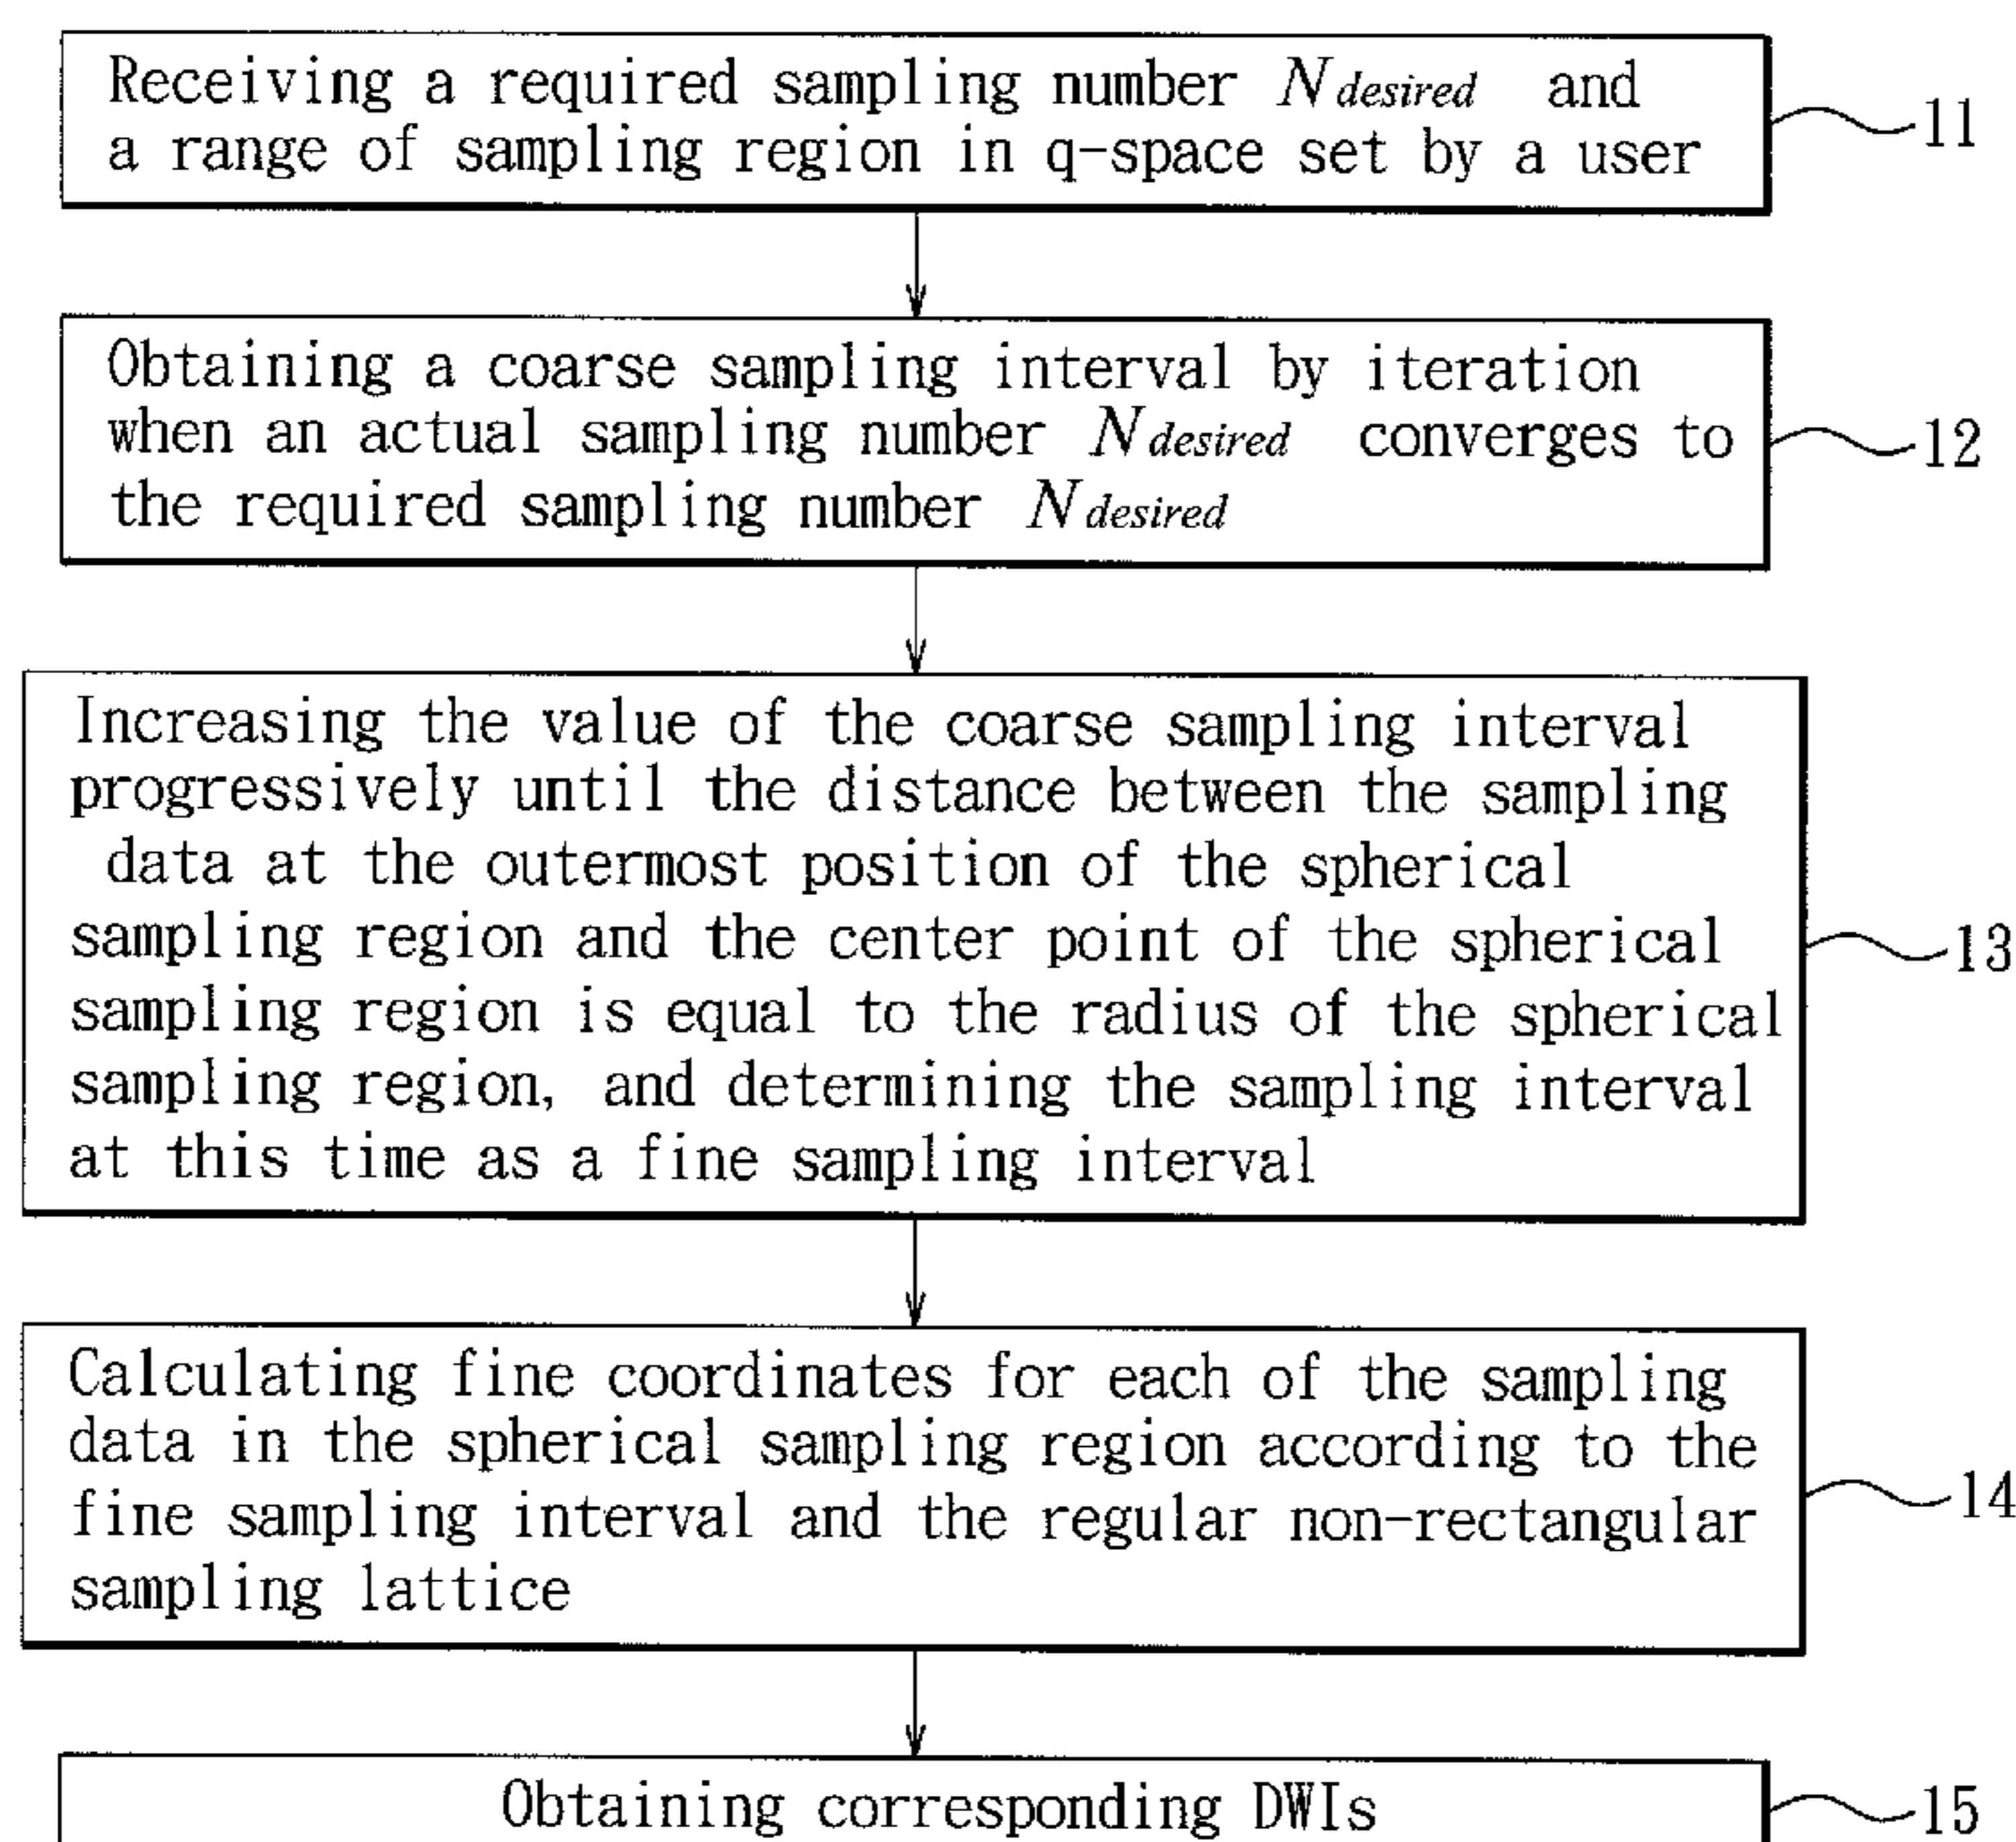 Receiving a required sampling number Ndesired and
a range of sampling region in q-space set by a user
11
Obtaining a coarse sampling interval by iteration
when an actual sampling number Ndesired converges to
the required sampling number Ndesired
12
Increasing the value of the coarse sampling interval
progressively until the distance between the sampling
data at the outermost position of the spherical
sampling region and the center point of the spherical
sampling region is equal to the radius of the spherical
sampling region, and determining the sampling interval
at this time as a fine sampling interval
13
Calculating fine coordinates for each of the sampling
data in the spherical sampling region according to the
fine sampling interval and the regular non-rectangular
sampling lattice
14
Obtaining corresponding DWIs
15